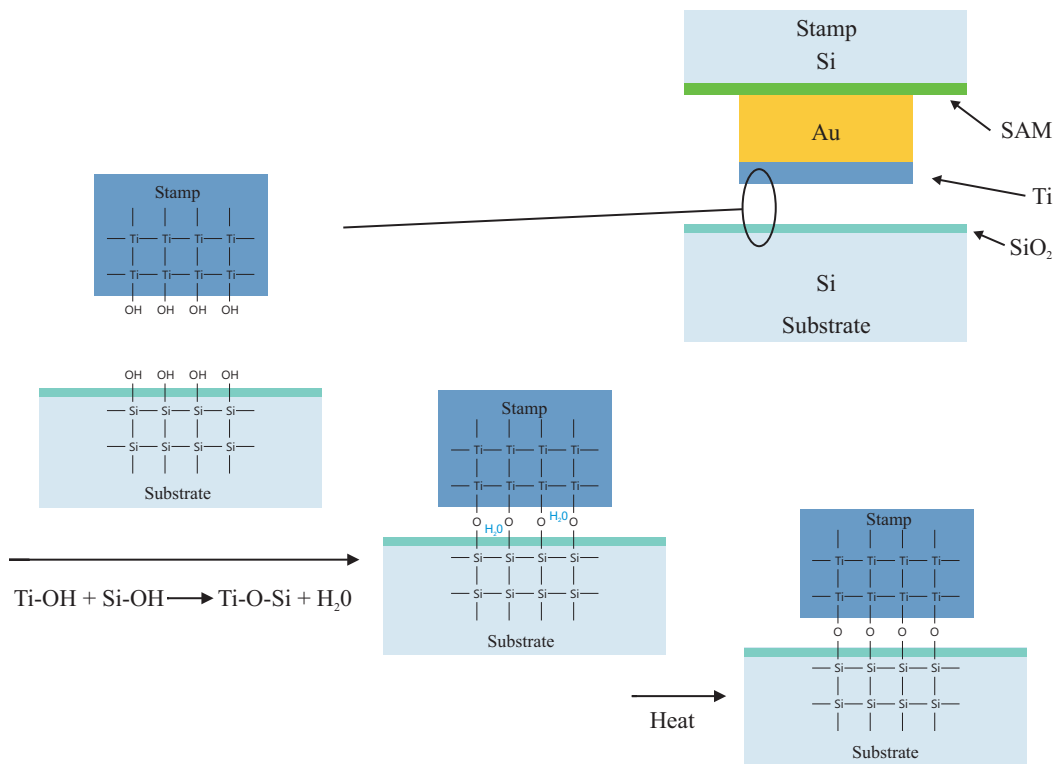 Stamp
Si
Au
SAM
Ti
SiO₂
Si
Substrate
Stamp
Ti Ti Ti Ti
Ti Ti Ti Ti
OH OH OH OH
OH OH OH OH
Si Si Si Si
Si Si Si Si
Substrate
Ti-OH + Si-OH ⟶ Ti-O-Si + H₂0
Stamp
Ti Ti Ti Ti
Ti Ti Ti Ti
O O O O
H₂0 H₂0
Si Si Si Si
Si Si Si Si
Substrate
Heat
Stamp
Ti Ti Ti Ti
Ti Ti Ti Ti
O O O O
Si Si Si Si
Si Si Si Si
Substrate